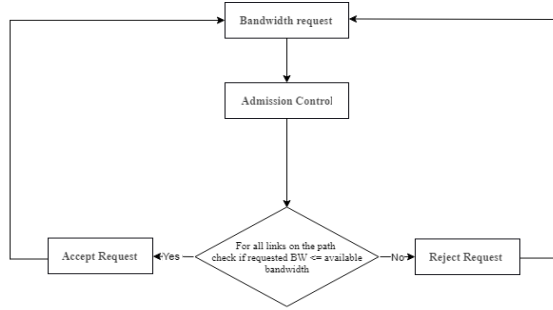 Bandwidth request
Admission Control
For all links on the path
check if requested BW <= available
bandwidth
Accept Request
Yes
No
Reject Request